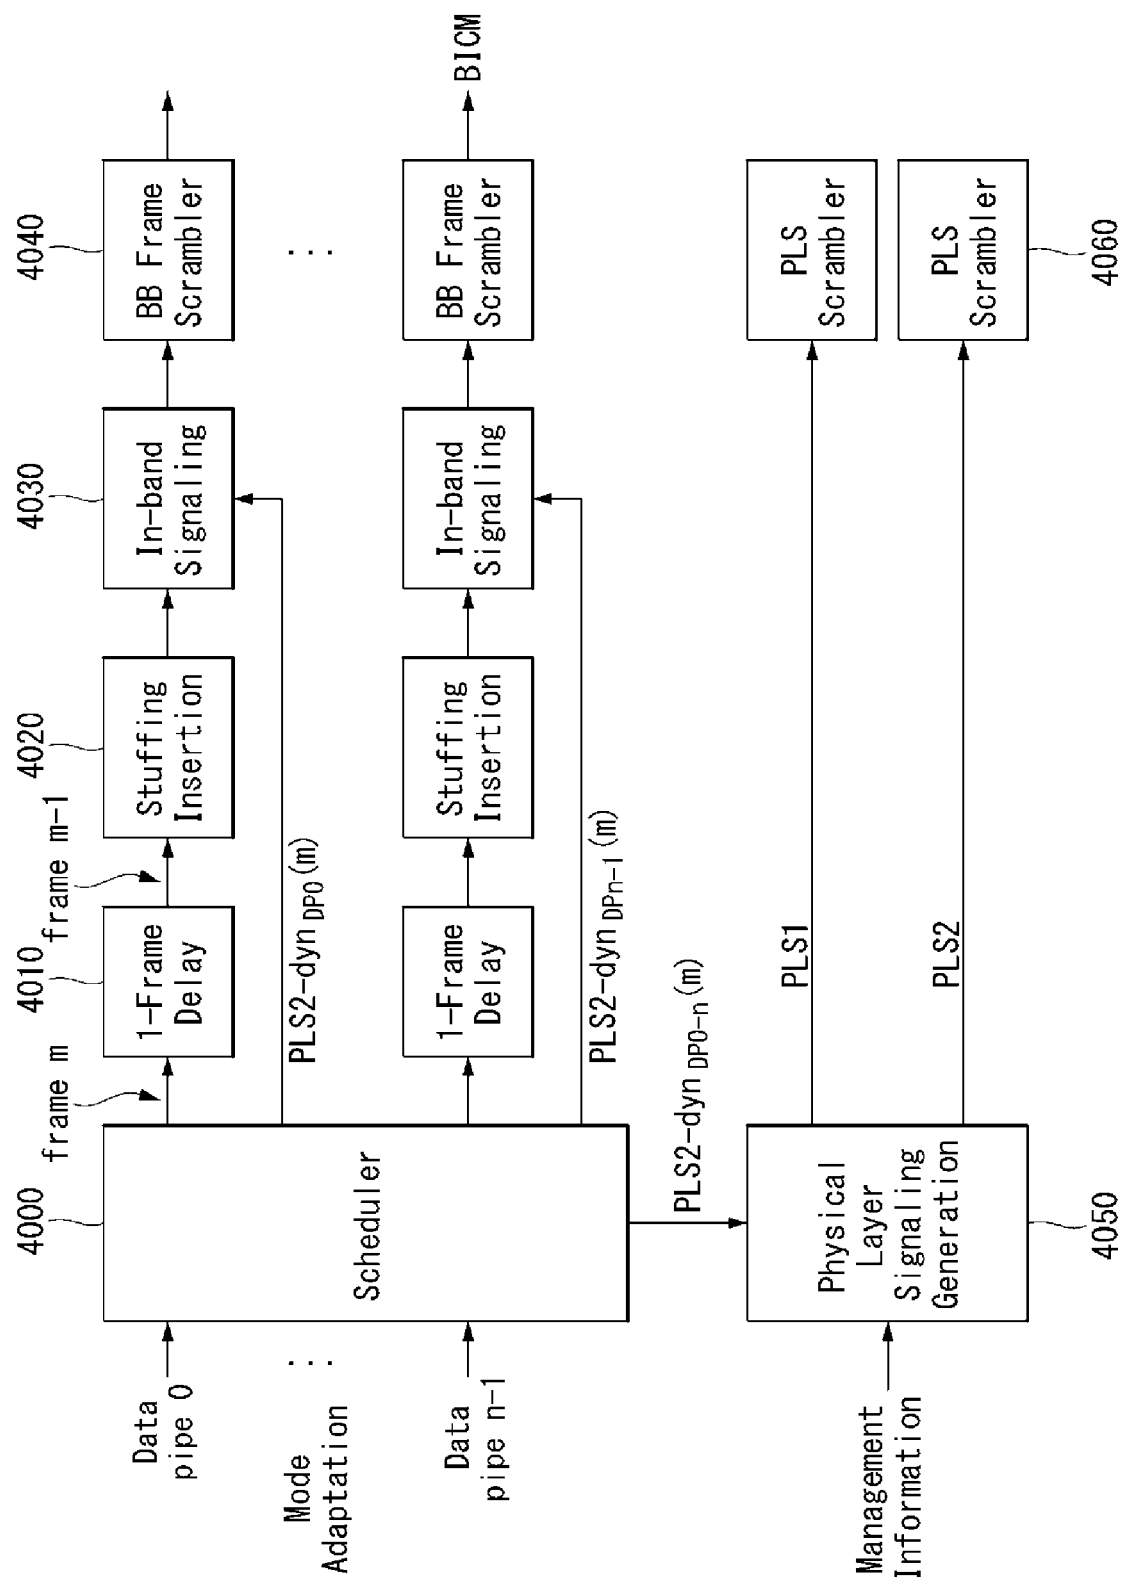 4000
frame m
4010
frame m-1
4020
4030
4040
Data
pipe 0
1-Frame
Delay
Stuffing
Insertion
In-band
Signaling
BB Frame
Scrambler
PLS2-dyn DP0 (m)
Mode
Adaptation
...
Scheduler
...
Data
pipe n-1
1-Frame
Delay
Stuffing
Insertion
In-band
Signaling
BB Frame
Scrambler
BICM
PLS2-dyn DPn-1 (m)
PLS2-dyn DP0-n (m)
Management
Information
Physical
Layer
Signaling
Generation
PLS1
PLS
Scrambler
PLS2
PLS
Scrambler
4050
4060